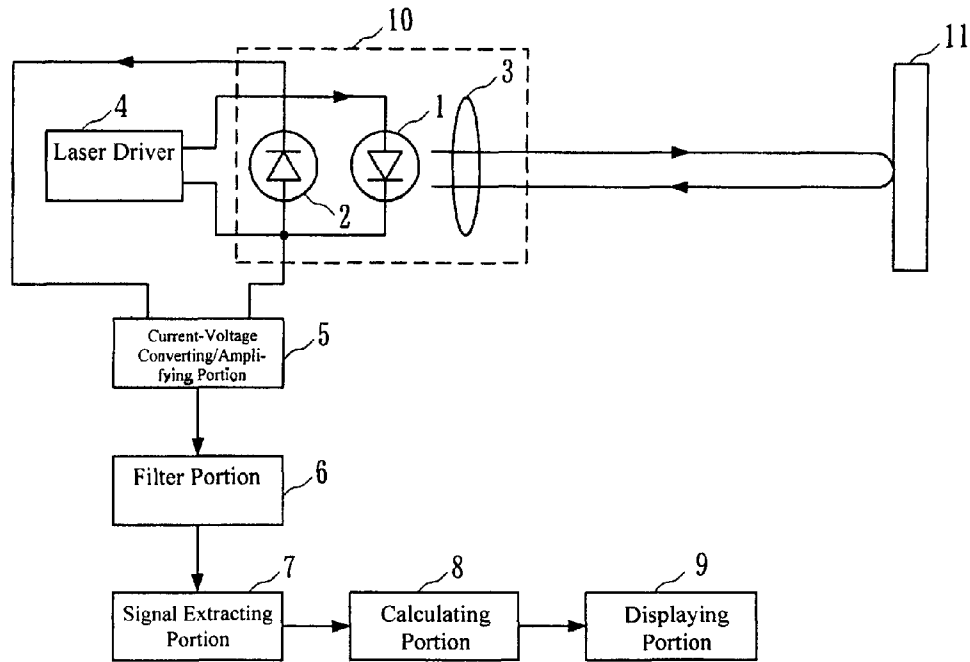 10
11
3
4
1
Laser Driver
2
Current-Voltage
Converting/Ampli-
fying Portion
5
Filter Portion
6
7
8
9
Signal Extracting
Portion
Calculating
Portion
Displaying
Portion